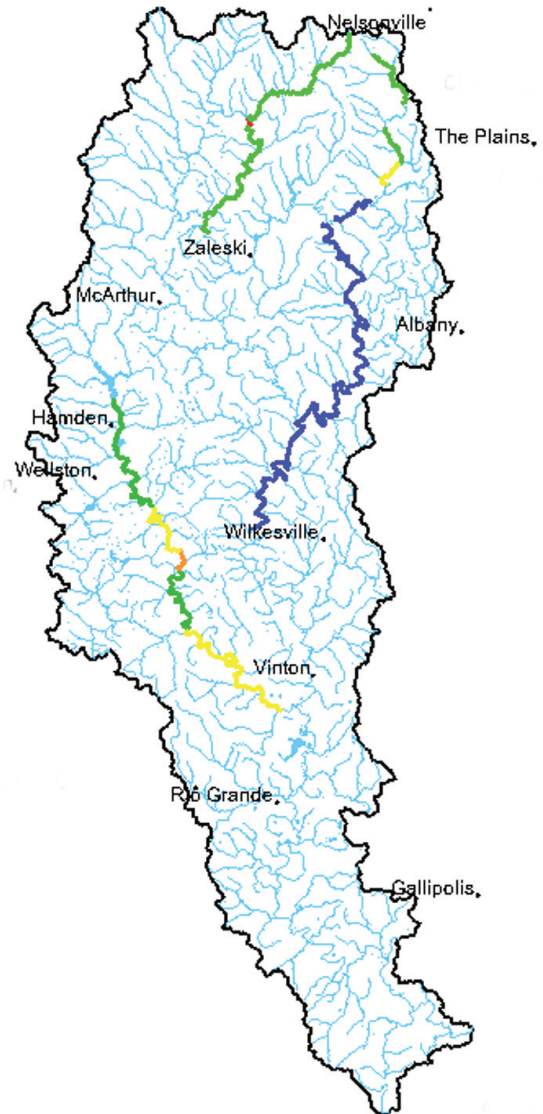 Nelsonville
The Plains
Zaleski
McArthur
Albany
Hamden
Wellston
Wilkesville
Vinton
Rio Grande
Gallipolis